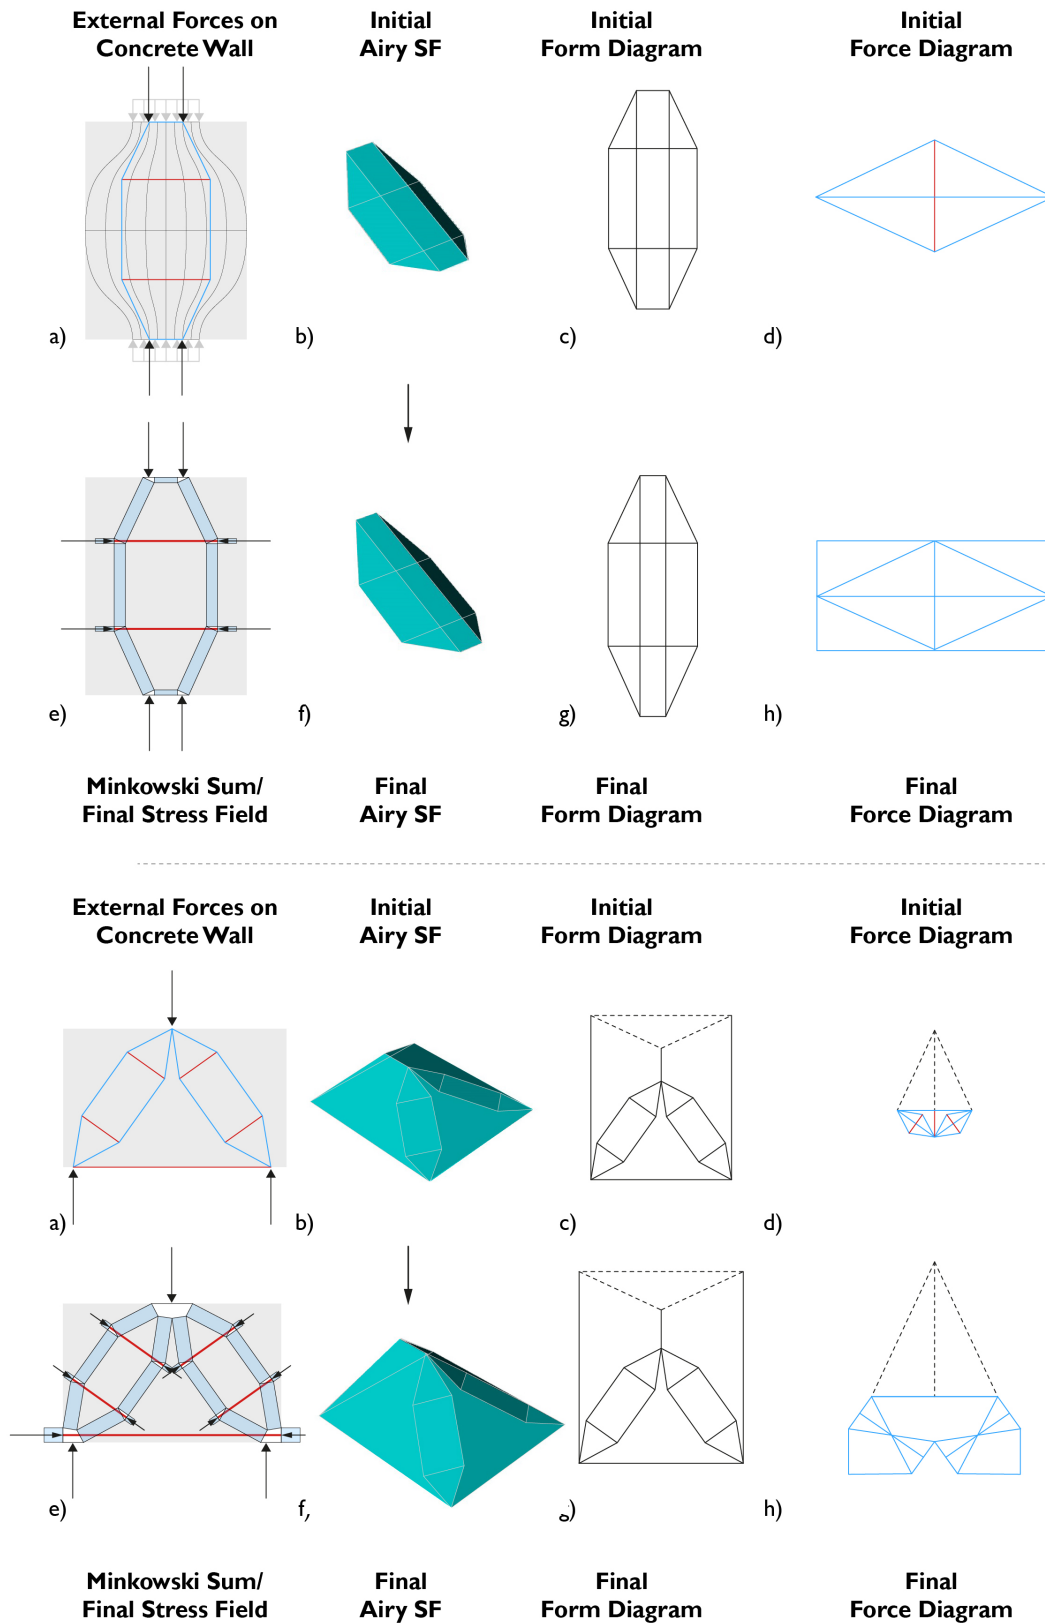 External Forces on
Concrete Wall
Initial
Airy SF
Initial
Form Diagram
Initial
Force Diagram
a)
b)
c)
d)
e)
f)
g)
h)
Minkowski Sum/
Final Stress Field
Final
Airy SF
Final
Form Diagram
Final
Force Diagram
External Forces on
Concrete Wall
Initial
Airy SF
Initial
Form Diagram
Initial
Force Diagram
a)
b)
c)
d)
e)
f,
g)
h)
Minkowski Sum/
Final Stress Field
Final
Airy SF
Final
Form Diagram
Final
Force Diagram